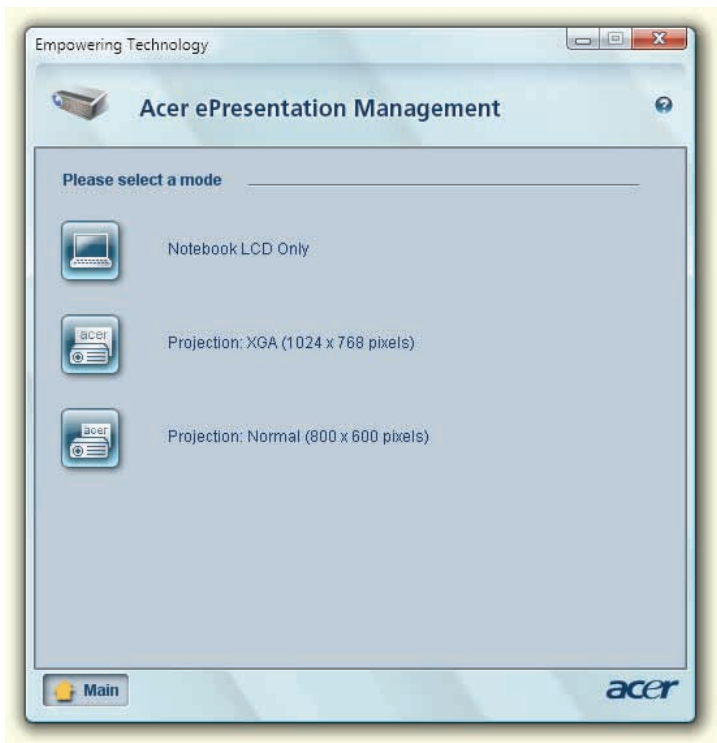 Empowering Technology
Acer ePresentation Management
?
Please select a mode
Notebook LCD Only
acer
Projection: XGA (1024 x 768 pixels)
acer
Projection: Normal (800 x 600 pixels)
Main
acer